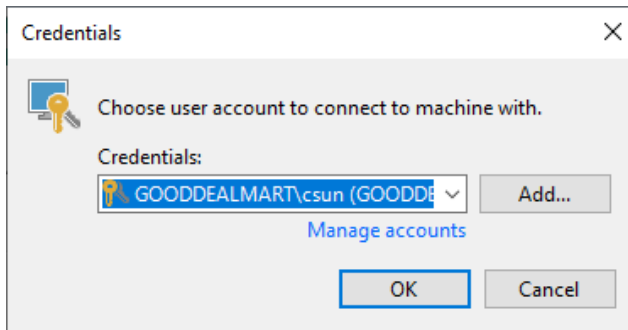 Credentials
Choose user account to connect to machine with.
Credentials:
GOODDEALMART\csun (GOODDE
Add...
Manage accounts
OK
Cancel